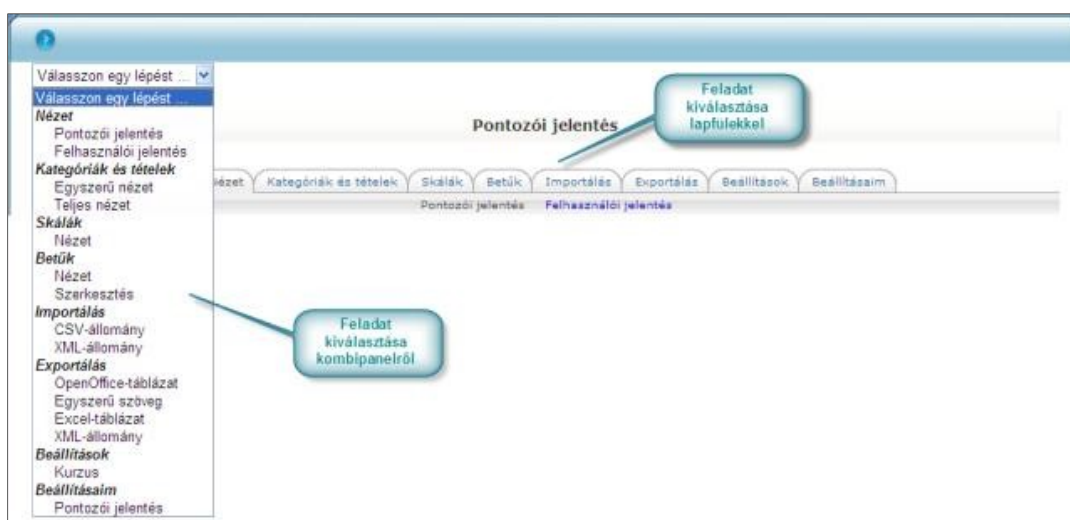 Válasszon egy lépést ...
Válasszon egy lépést ...
Nézet
Pontozói jelentés
Felhasználói jelentés
Kategóriák és tételek
Egyszerű nézet
Teljes nézet
Skálák
Nézet
Betűk
Nézet
Szerkesztés
Importálás
CSV-állomány
XML-állomány
Exportálás
OpenOffice-táblázat
Egyszerű szöveg
Excel-táblázat
XML-állomány
Beállítások
Kurzus
Beállításaim
Pontozói jelentés
Pontozói jelentés
Feladat
kiválasztása
lapfülekkel
Kategóriák és tételek Skálák Betűk Importálás Exportálás Beállítások Beállításaim
Pontozói jelentés Felhasználói jelentés
Feladat
kiválasztása
kombipanelről